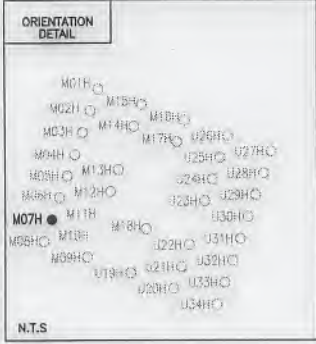 ORIENTATION
DETAIL
M01H
M02H M15H M16H
M03H M14H M17H U26H
M04H U25H U27H
M05H M13H U24H U28H
M06H M12H U23H U29H
M07H M11H U30H
M08H M10H M18H U22H U31H
M09H U21H U32H
U19H U20H U33H
U34H
N.T.S